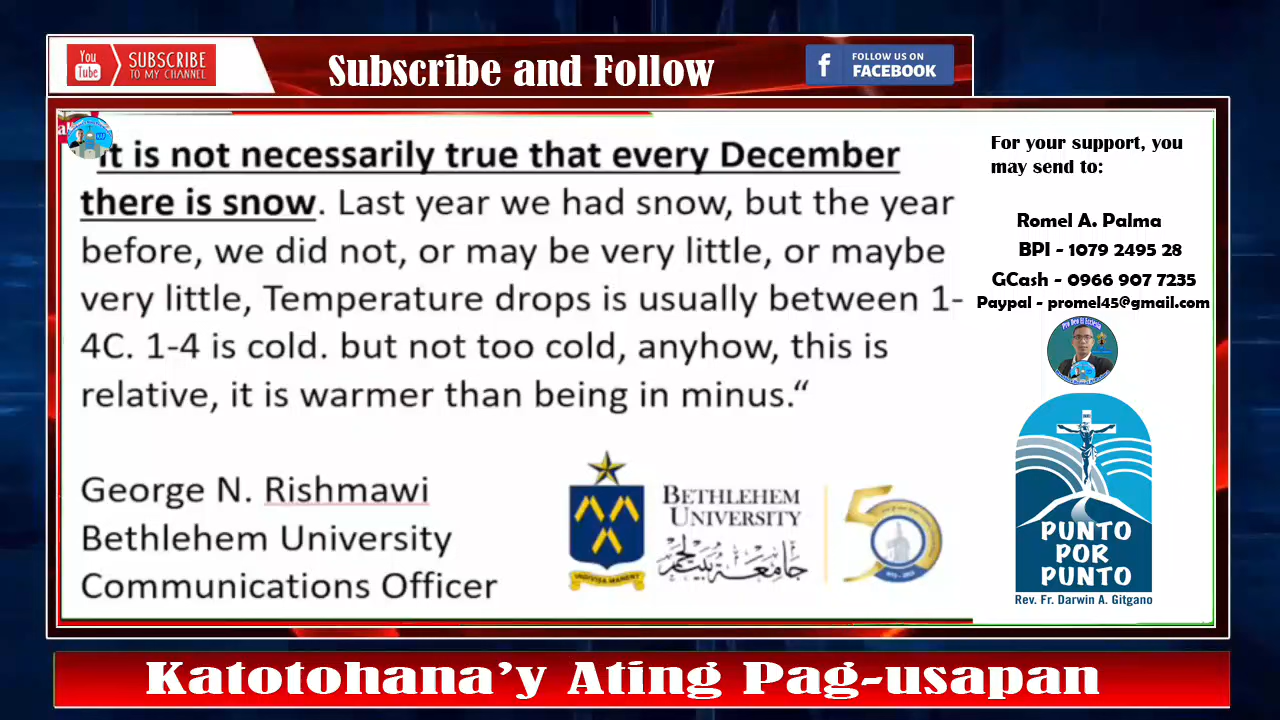 You
Tube
SUBSCRIBE
TO MY CHANNEL
Subscribe and Follow
f
FOLLOW US ON
FACEBOOK
It is not necessarily true that every December
there is snow. Last year we had snow, but the year
before, we did not, or may be very little, or maybe
very little, Temperature drops is usually between 1-
4C. 1-4 is cold. but not too cold, anyhow, this is
relative, it is warmer than being in minus.“
George N. Rishmawi
Bethlehem University
Communications Officer
BETHLEHEM
UNIVERSITY
جامعة بيت لحم
50
For your support, you
may send to:
Romel A. Palma
BPI - 1079 2495 28
GCash - 0966 907 7235
Paypal - promel45@gmail.com
PUNTO
POR
PUNTO
Rev. Fr. Darwin A. Gitgano
Katotohana’y Ating Pag-usapan